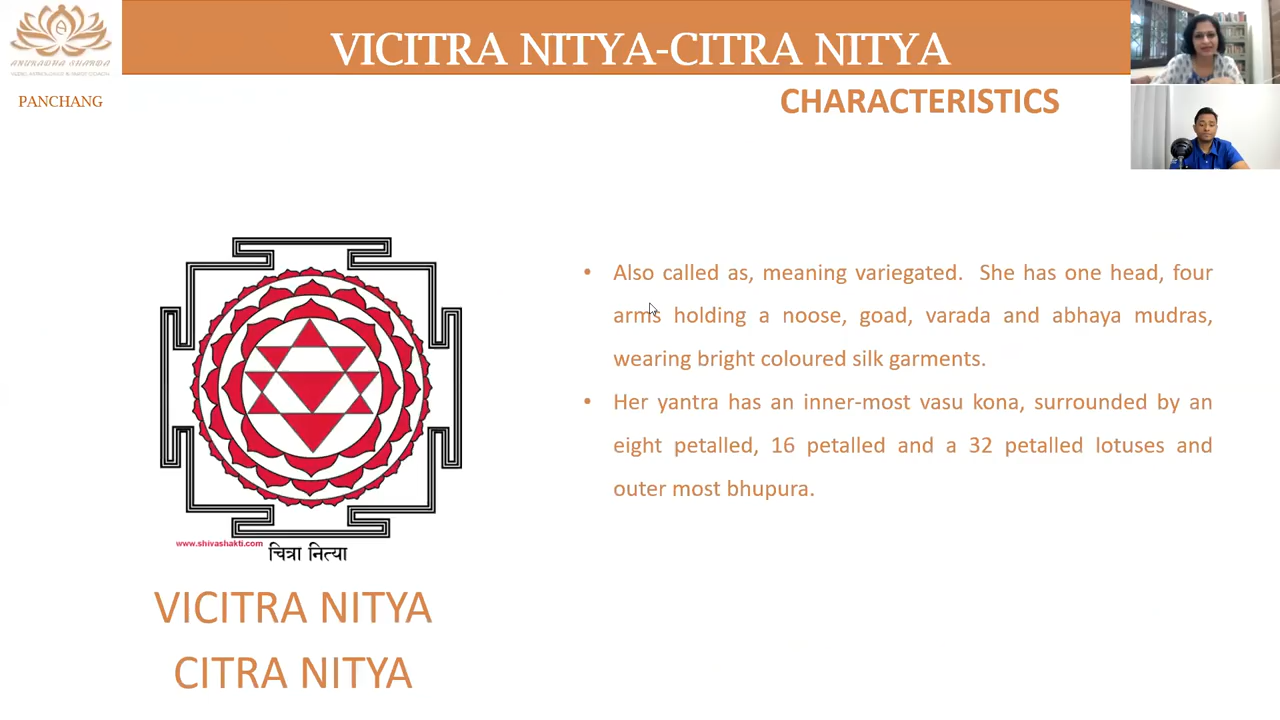 VICITRA NITYA-CITRA NITYA
ANURADHA SHARDA
PANCHANG
CHARACTERISTICS
• Also called as, meaning variegated. She has one head, four
arms holding a noose, goad, varada and abhaya mudras,
wearing bright coloured silk garments.
• Her yantra has an inner-most vasu kona, surrounded by an
eight petalled, 16 petalled and a 32 petalled lotuses and
outer most bhupura.
www.shivashakti.com
चित्रा नित्या
VICITRA NITYA
CITRA NITYA